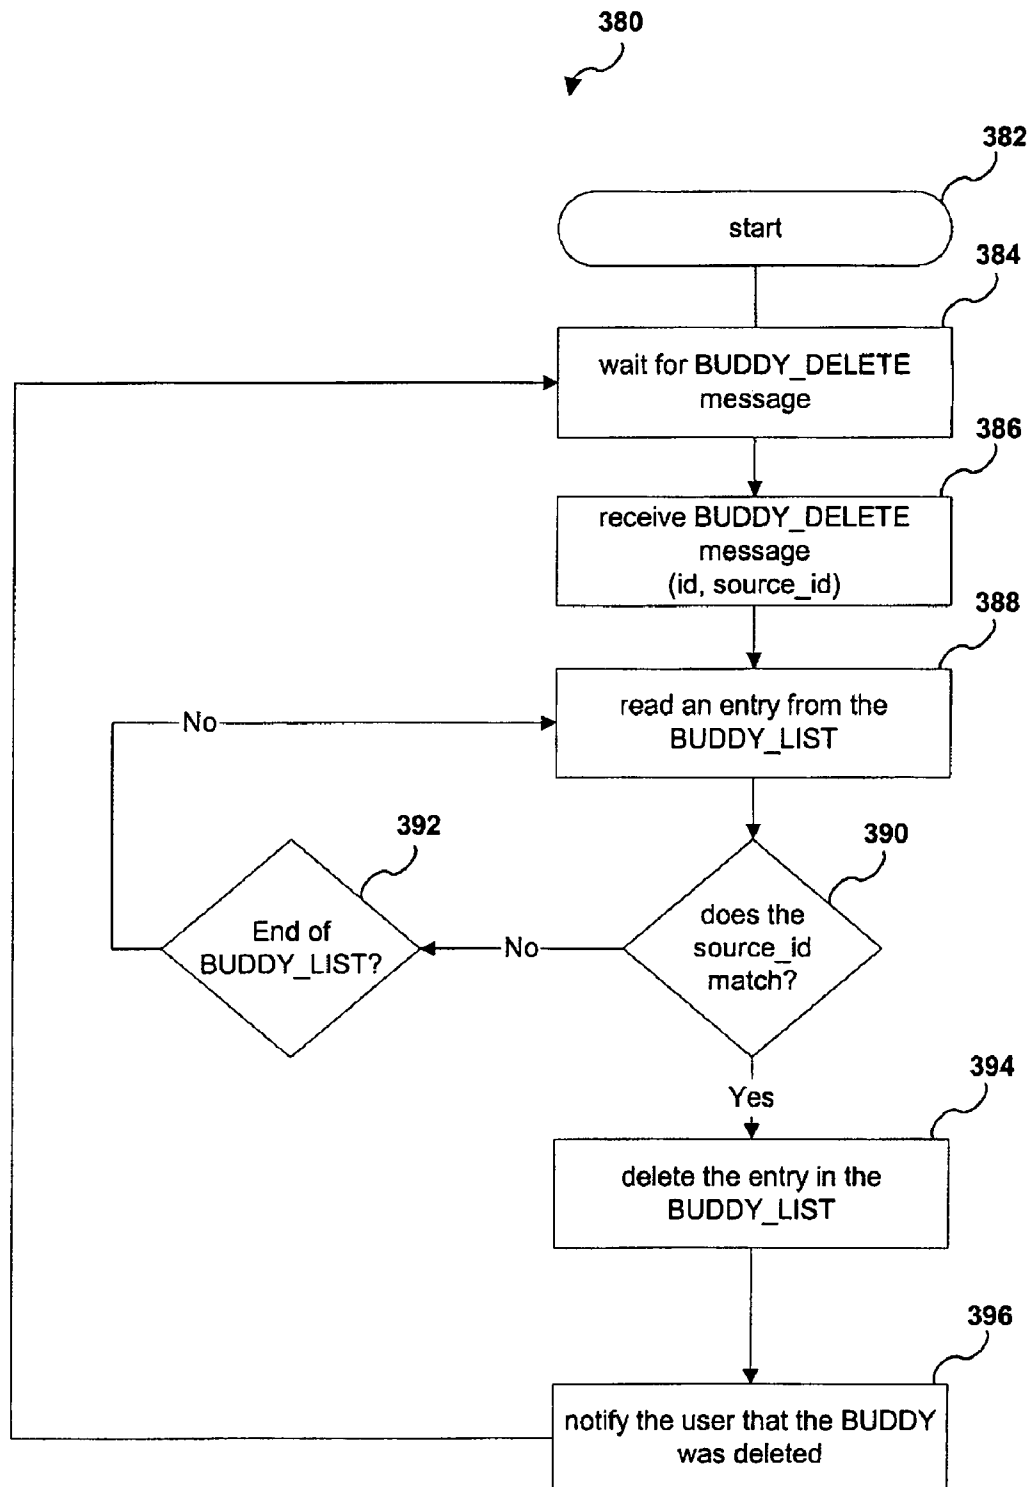 380
382
start
384
wait for BUDDY_DELETE
message
386
receive BUDDY_DELETE
message
(id, source_id)
388
read an entry from the
BUDDY_LIST
No
392
390
End of
BUDDY_LIST?
No
does the
source_id
match?
Yes
394
delete the entry in the
BUDDY_LIST
396
notify the user that the BUDDY
was deleted